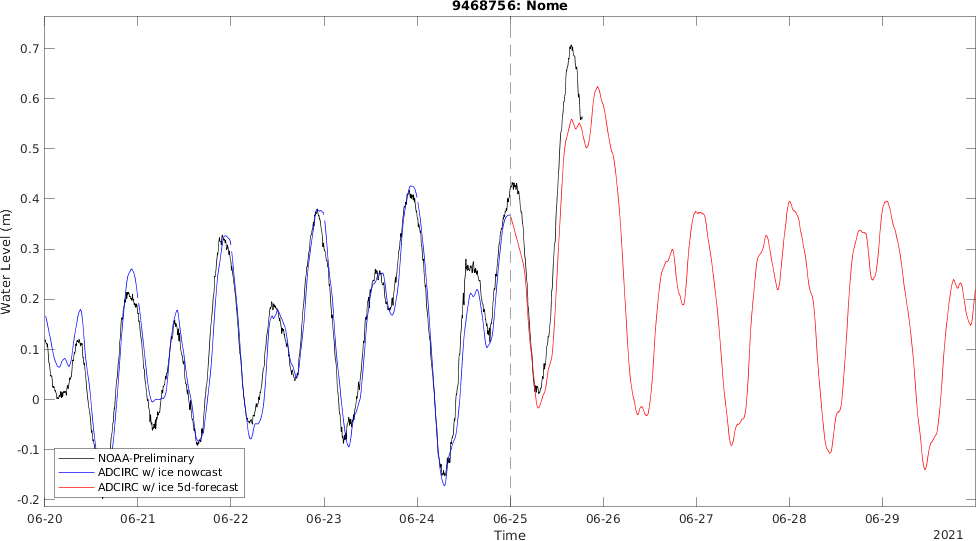 9468756: Nome
0.7
0.6
0.5
0.4
0.3
0.2
0.1
0
-0.1
-0.2
Water Level (m)
NOAA-Preliminary
ADCIRC w/ ice nowcast
ADCIRC w/ ice 5d-forecast
06-20 06-21 06-22 06-23 06-24 06-25 06-26 06-27 06-28 06-29
Time
2021